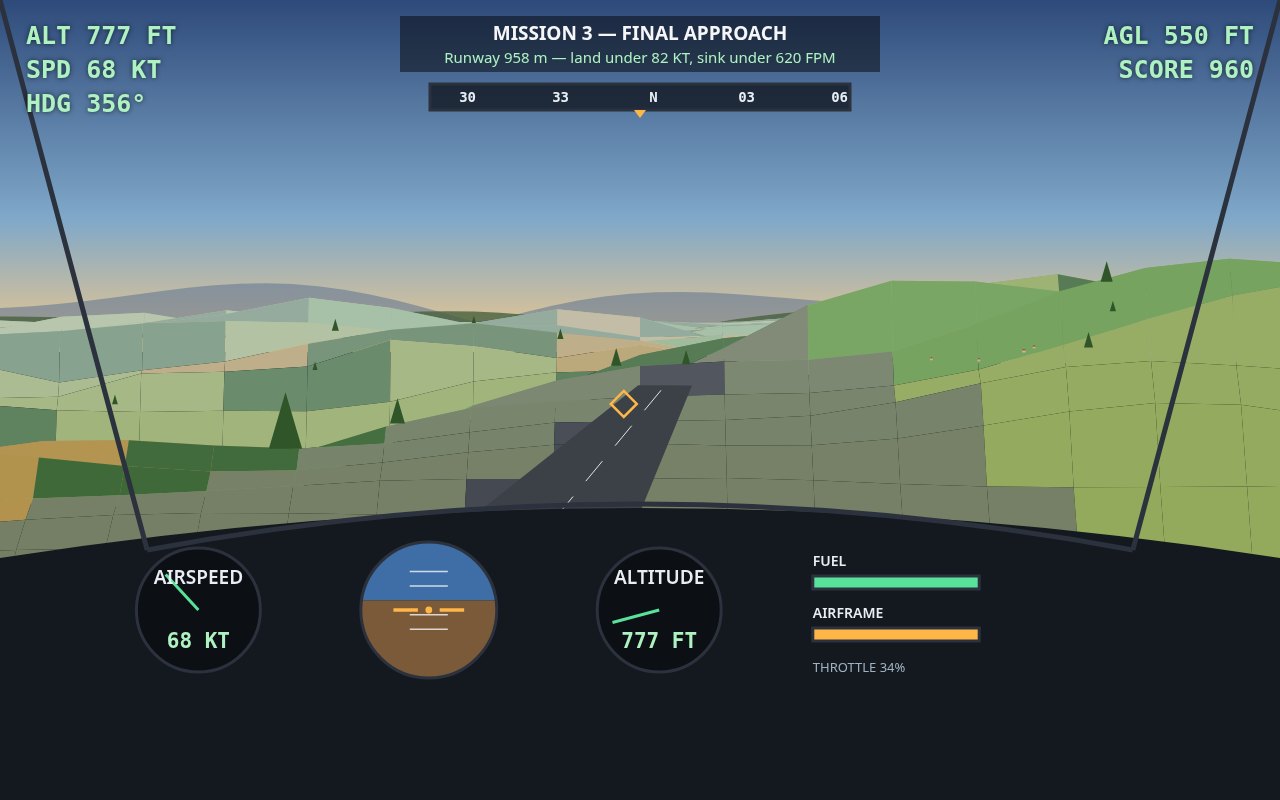 ALT 777 FT
SPD 68 KT
HDG 356°
MISSION 3 — FINAL APPROACH
Runway 958 m — land under 82 KT, sink under 620 FPM
30 33 N 03 06
AGL 550 FT
SCORE 960
AIRSPEED
68 KT
ALTITUDE
777 FT
FUEL
AIRFRAME
THROTTLE 34%